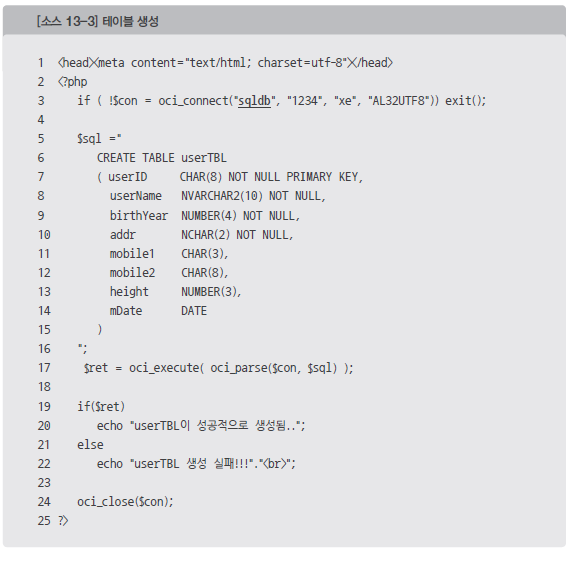 [소스 13-3] 테이블 생성
1 <head><meta content="text/html; charset=utf-8"></head>
2 <?php
3 if ( !$con = oci_connect("sqldb", "1234", "xe", "AL32UTF8")) exit();
4
5 $sql ="
6 CREATE TABLE userTBL
7 ( userID CHAR(8) NOT NULL PRIMARY KEY,
8 userName NVARCHAR2(10) NOT NULL,
9 birthYear NUMBER(4) NOT NULL,
10 addr NCHAR(2) NOT NULL,
11 mobile1 CHAR(3),
12 mobile2 CHAR(8),
13 height NUMBER(3),
14 mDate DATE
15 )
16 ";
17 $ret = oci_execute( oci_parse($con, $sql) );
18
19 if($ret)
20 echo "userTBL이 성공적으로 생성됨..";
21 else
22 echo "userTBL 생성 실패!!!"."<br>";
23
24 oci_close($con);
25 ?>